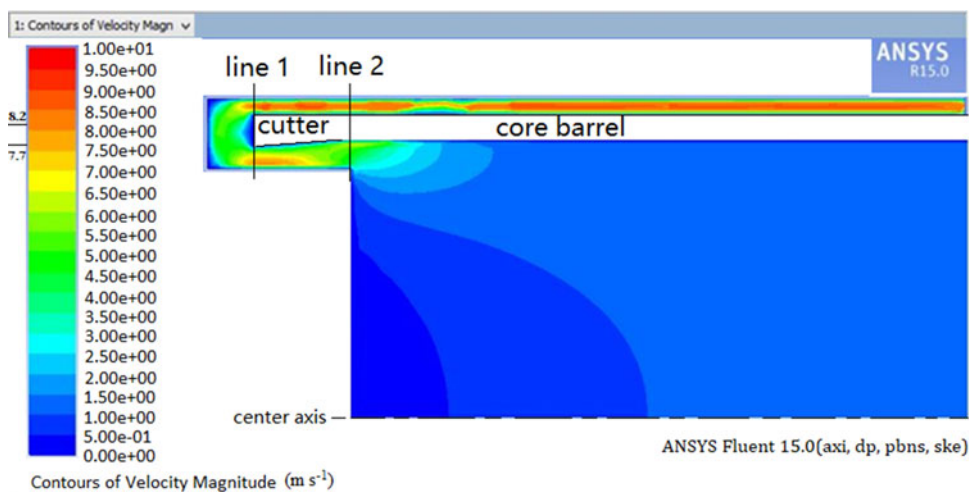 1: Contours of Velocity Magn
1.00e+01
9.50e+00
9.00e+00
8.50e+00
8.00e+00
7.50e+00
7.00e+00
6.50e+00
6.00e+00
5.50e+00
5.00e+00
4.50e+00
4.00e+00
3.50e+00
3.00e+00
2.50e+00
2.00e+00
1.50e+00
1.00e+00
5.00e-01
0.00e+00
8.2
7.7
line 1
line 2
ANSYS
R15.0
cutter
core barrel
center axis
ANSYS Fluent 15.0(axi, dp, pbns, ske)
Contours of Velocity Magnitude (m s⁻¹)